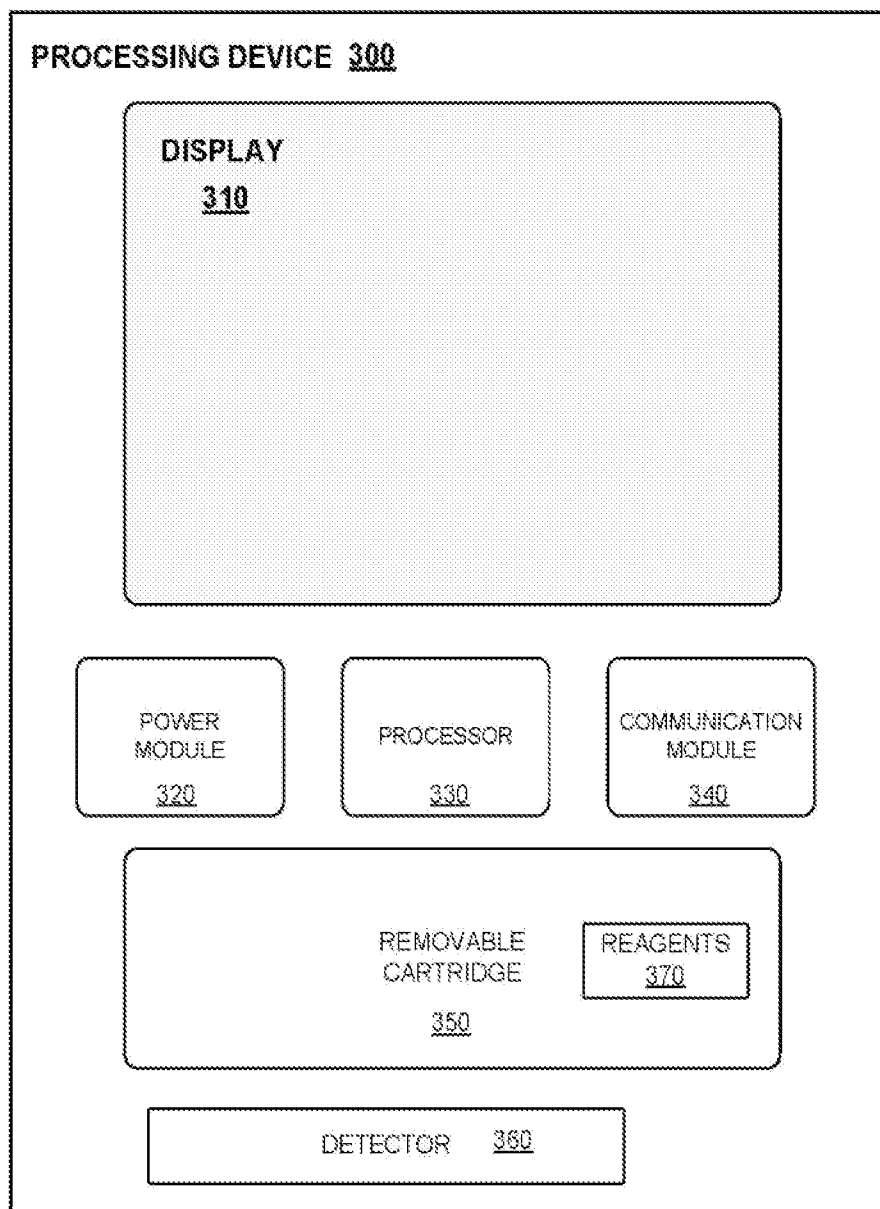 PROCESSING DEVICE 300
DISPLAY
310
POWER
MODULE
320
PROCESSOR
330
COMMUNICATION
MODULE
340
REMOVABLE
CARTRIDGE
350
REAGENTS
370
DETECTOR 360